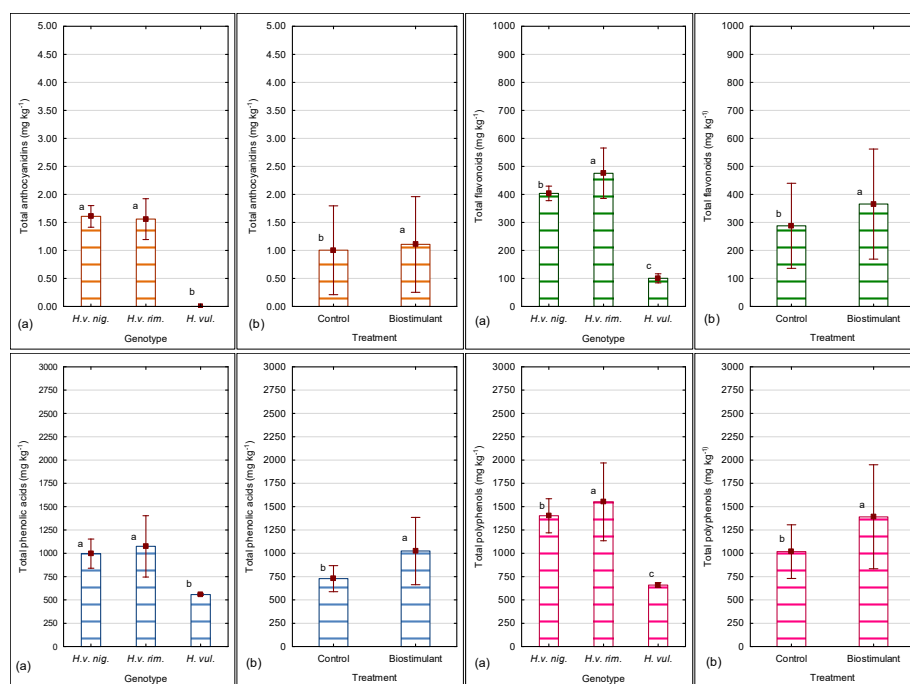 Total anthocyanidins (mg kg⁻¹)
5.00
4.50
4.00
3.50
3.00
2.50
2.00
1.50
1.00
0.50
0.00
a
a
b
(a)
H.v. nig.
H.v. rim.
H. vul.
Genotype
Total anthocyanidins (mg kg⁻¹)
5.00
4.50
4.00
3.50
3.00
2.50
2.00
1.50
1.00
0.50
0.00
b
a
(b)
Control
Biostimulant
Treatment
Total flavonoids (mg kg⁻¹)
1000
900
800
700
600
500
400
300
200
100
0
b
a
c
(a)
H.v. nig.
H.v. rim.
H. vul.
Genotype
Total flavonoids (mg kg⁻¹)
1000
900
800
700
600
500
400
300
200
100
0
b
a
(b)
Control
Biostimulant
Treatment
Total phenolic acids (mg kg⁻¹)
3000
2750
2500
2250
2000
1750
1500
1250
1000
750
500
250
0
a
a
b
(a)
H.v. nig.
H.v. rim.
H. vul.
Genotype
Total phenolic acids (mg kg⁻¹)
3000
2750
2500
2250
2000
1750
1500
1250
1000
750
500
250
0
b
a
(b)
Control
Biostimulant
Treatment
Total polyphenols (mg kg⁻¹)
3000
2750
2500
2250
2000
1750
1500
1250
1000
750
500
250
0
b
a
c
(a)
H.v. nig.
H.v. rim.
H. vul.
Genotype
Total polyphenols (mg kg⁻¹)
3000
2750
2500
2250
2000
1750
1500
1250
1000
750
500
250
0
b
a
(b)
Control
Biostimulant
Treatment